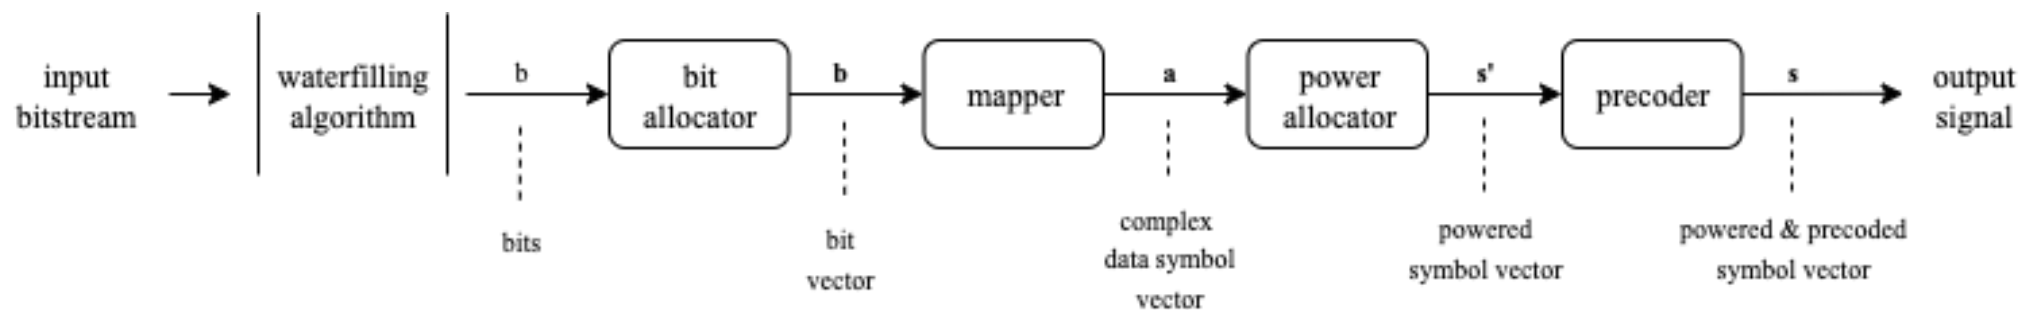 input
bitstream
waterfilling
algorithm
b
bit
allocator
b
mapper
a
power
allocator
s'
precoder
s
output
signal
bits
bit
vector
complex
data symbol
vector
powered
symbol vector
powered & precoded
symbol vector